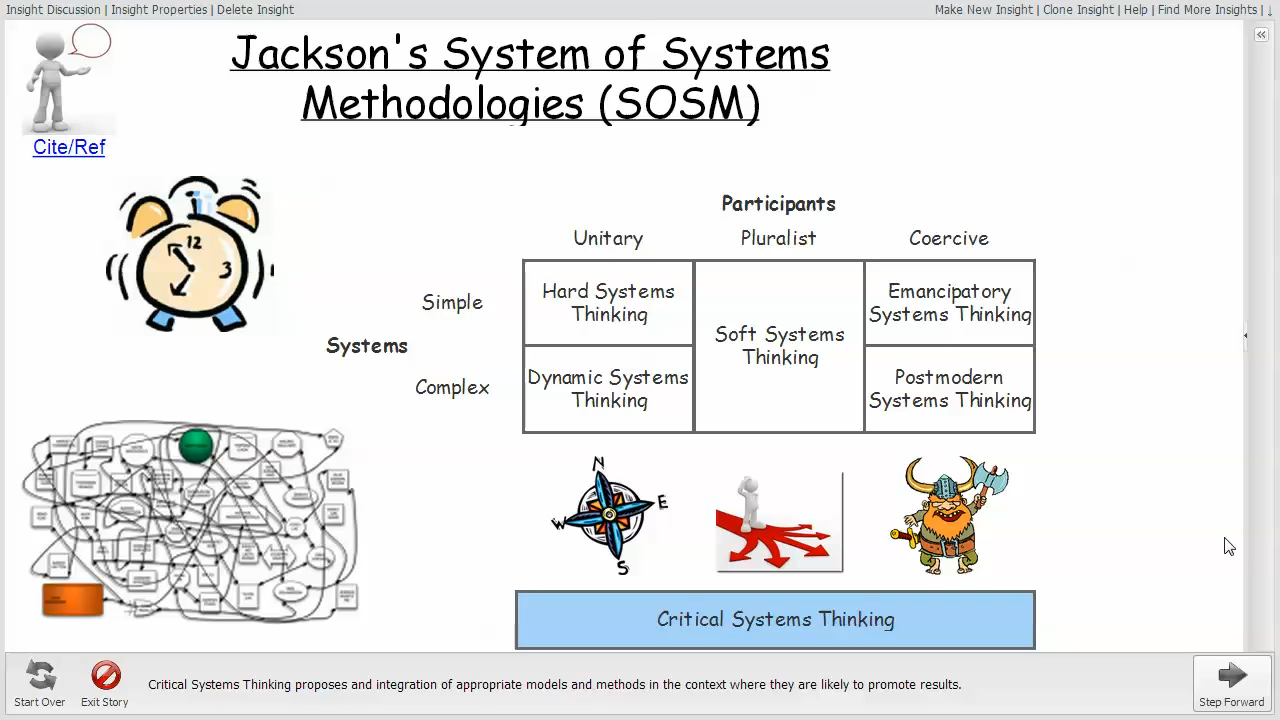 Insight Discussion | Insight Properties | Delete Insight
Make New Insight | Clone Insight | Help | Find More Insights | ↓
Jackson's System of Systems
Methodologies (SOSM)
Cite/Ref
12
3
Participants
Unitary
Pluralist
Coercive
Simple
Systems
Complex
Hard Systems
Thinking
Soft Systems
Thinking
Emancipatory
Systems Thinking
Dynamic Systems
Thinking
Postmodern
Systems Thinking
N
W
E
S
Critical Systems Thinking
Start Over
Exit Story
Critical Systems Thinking proposes and integration of appropriate models and methods in the context where they are likely to promote results.
Step Forward